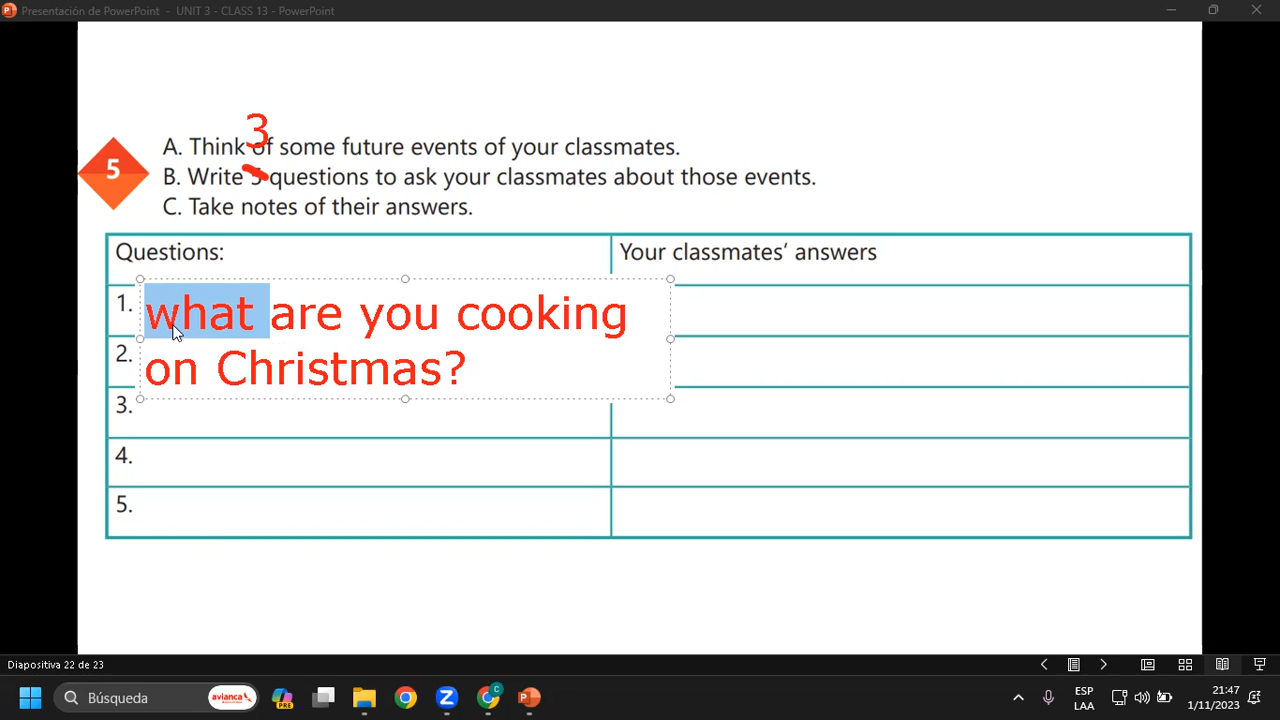 Presentación de PowerPoint - UNIT 3 - CLASS 13 - PowerPoint
3
5
A. Think of some future events of your classmates.
B. Write 5 questions to ask your classmates about those events.
C. Take notes of their answers.
Questions:
Your classmates’ answers
1.
what are you cooking
on Christmas?
2.
3.
4.
5.
Diapositiva 22 de 23
Búsqueda
avianca
PRE
C
ESP
LAA
21:47
1/11/2023